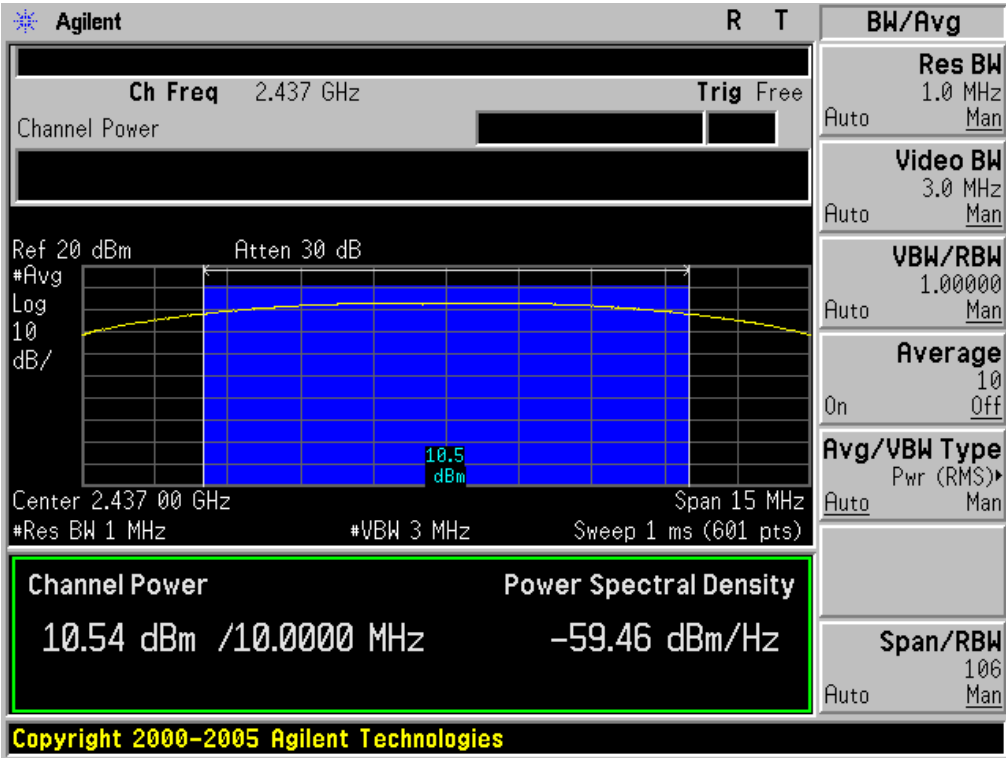 Agilent R T
Ch Freq 2.437 GHz Trig Free
Channel Power
Ref 20 dBm Atten 30 dB
#Avg
Log
10
dB/
10.5
dBm
Center 2.437 00 GHz Span 15 MHz
#Res BW 1 MHz #VBW 3 MHz Sweep 1 ms (601 pts)
Channel Power Power Spectral Density
10.54 dBm /10.0000 MHz -59.46 dBm/Hz
Copyright 2000-2005 Agilent Technologies
BW/Avg
Res BW
1.0 MHz
Auto Man
Video BW
3.0 MHz
Auto Man
VBW/RBW
1.00000
Auto Man
Average
10
On Off
Avg/VBW Type
Pwr (RMS)▸
Auto Man
Span/RBW
106
Auto Man